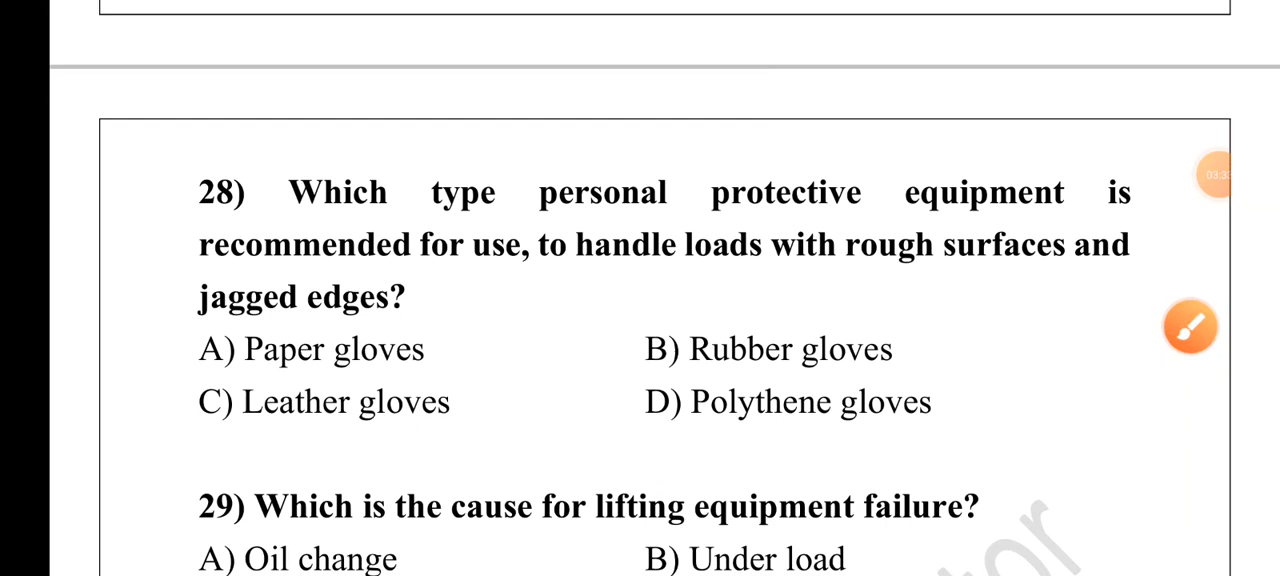 28) Which type personal protective equipment is
recommended for use, to handle loads with rough surfaces and
jagged edges?
A) Paper gloves B) Rubber gloves
C) Leather gloves D) Polythene gloves
29) Which is the cause for lifting equipment failure?
A) Oil change B) Under load